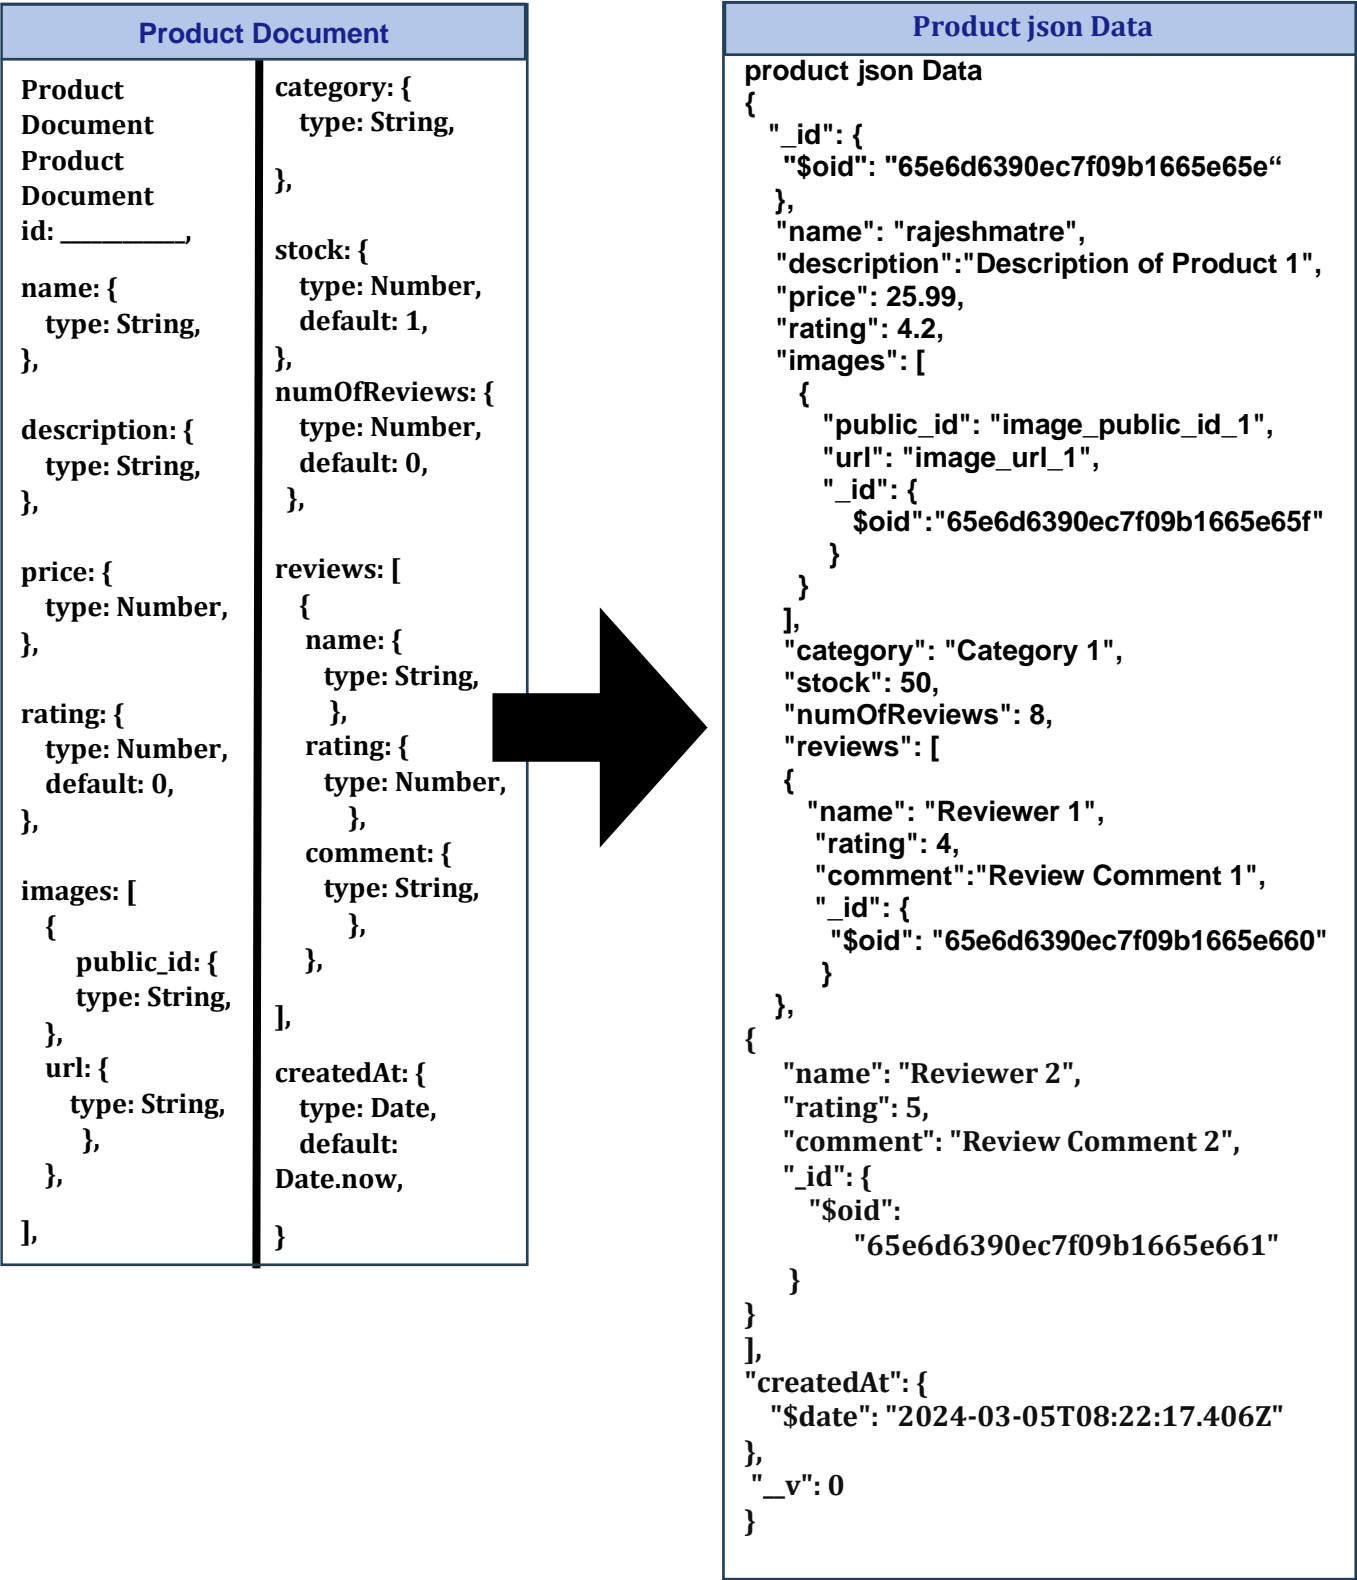 Product Document
Product
Document
Product
Document
id: ___________,
name: {
type: String,
},
description: {
type: String,
},
price: {
type: Number,
},
rating: {
type: Number,
default: 0,
},
images: [
{
public_id: {
type: String,
},
url: {
type: String,
},
},
],
category: {
type: String,
},
stock: {
type: Number,
default: 1,
},
numOfReviews: {
type: Number,
default: 0,
},
reviews: [
{
name: {
type: String,
},
rating: {
type: Number,
},
comment: {
type: String,
},
},
],
createdAt: {
type: Date,
default:
Date.now,
}
Product json Data
product json Data
{
"_id": {
"$oid": "65e6d6390ec7f09b1665e65e“
},
"name": "rajeshmatre",
"description":"Description of Product 1",
"price": 25.99,
"rating": 4.2,
"images": [
{
"public_id": "image_public_id_1",
"url": "image_url_1",
"_id": {
$oid":"65e6d6390ec7f09b1665e65f"
}
}
],
"category": "Category 1",
"stock": 50,
"numOfReviews": 8,
"reviews": [
{
"name": "Reviewer 1",
"rating": 4,
"comment":"Review Comment 1",
"_id": {
"$oid": "65e6d6390ec7f09b1665e660"
}
},
{
"name": "Reviewer 2",
"rating": 5,
"comment": "Review Comment 2",
"_id": {
"$oid":
"65e6d6390ec7f09b1665e661"
}
}
],
"createdAt": {
"$date": "2024-03-05T08:22:17.406Z"
},
"__v": 0
}